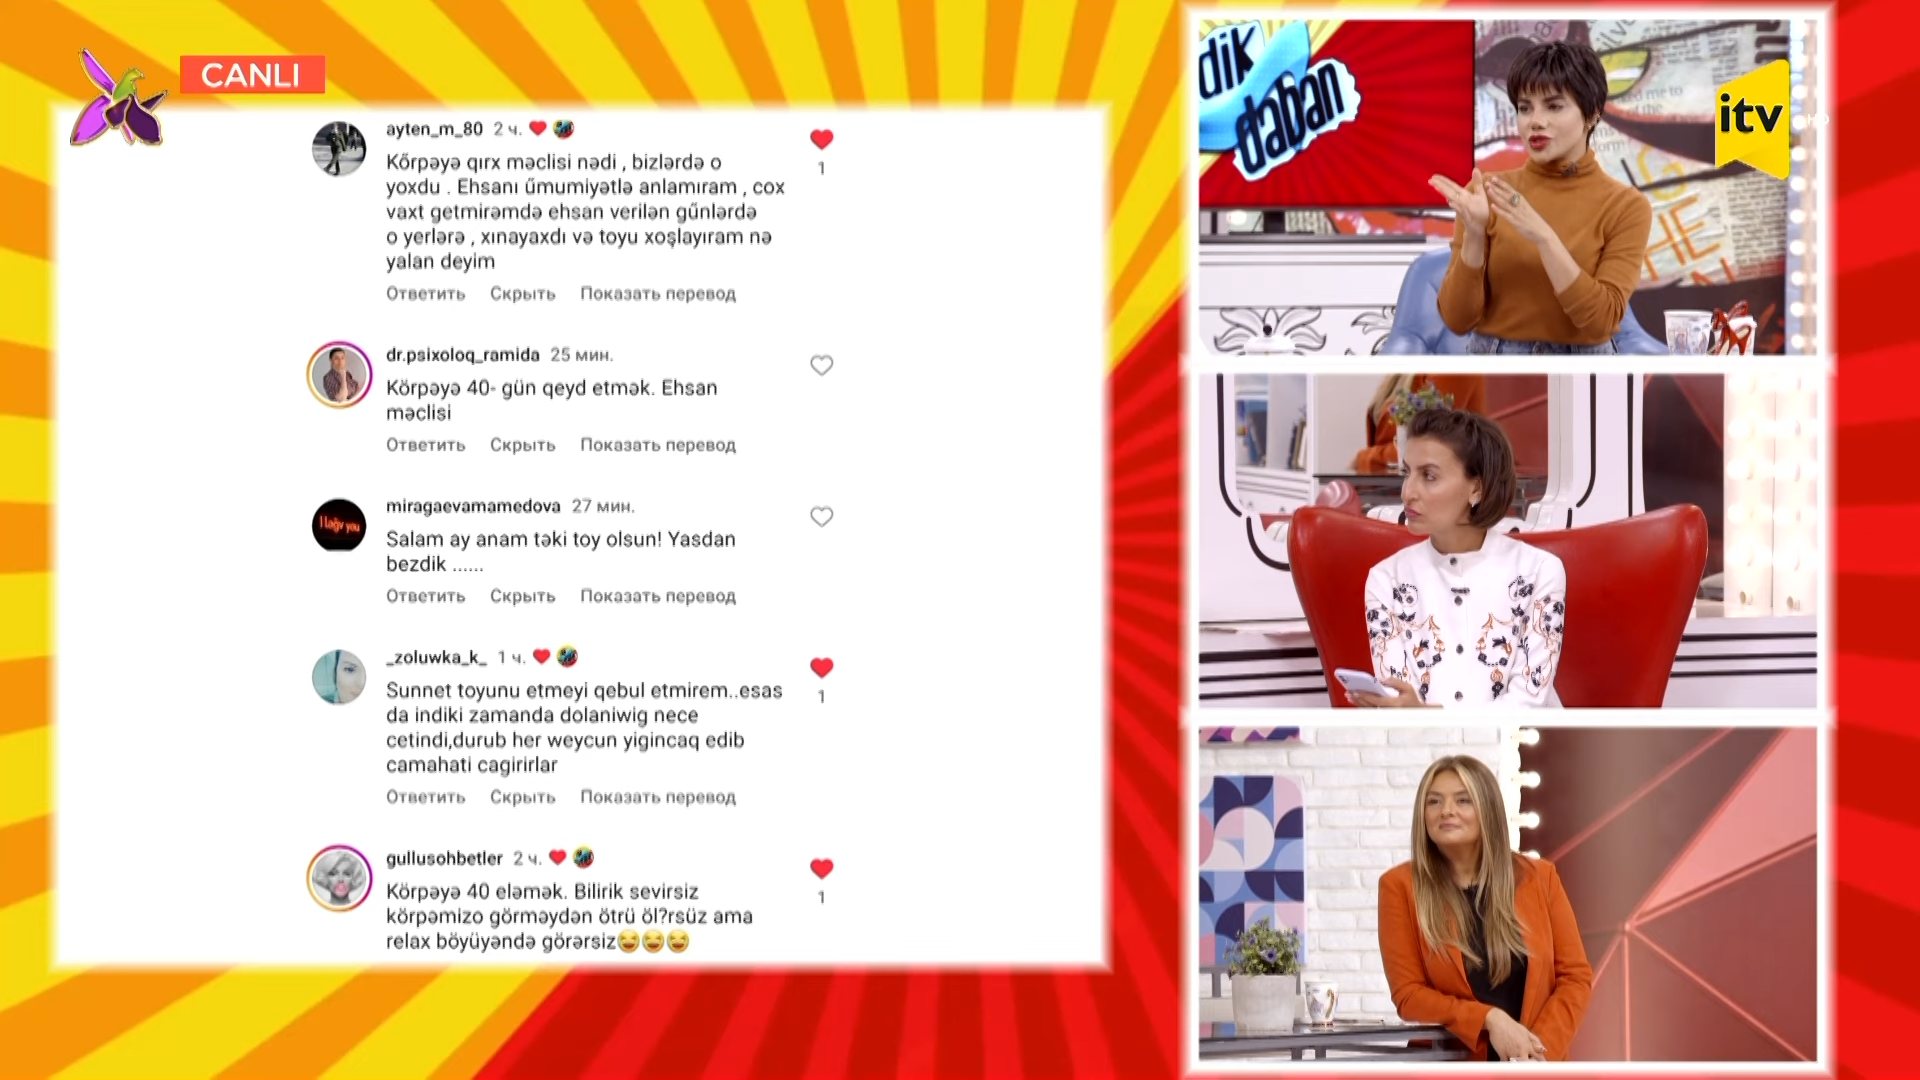 CANLI
ayten_m_80 2 ч.
Kőrpəyə qırx məclisi nədi , bizlərdə o
yoxdu . Ehsanı űmumiyətlə anlamıram , cox
vaxt getmirəmdə ehsan verilən gűnlərdə
o yerlərə , xınayaxdı və toyu xoşlayıram nə
yalan deyim
1
Ответить Скрыть Показать перевод
dr.psixoloq_ramida 25 мин.
Körpəyə 40- gün qeyd etmək. Ehsan
məclisi
Ответить Скрыть Показать перевод
miragaevamamedova 27 мин.
Salam ay anam təki toy olsun! Yasdan
bezdik ......
Ответить Скрыть Показать перевод
_zoluwka_k_ 1 ч.
Sunnet toyunu etmeyi qebul etmirem..esas
da indiki zamanda dolaniwig nece
cetindi,durub her weycun yigincaq edib
camahati cagirirlar
1
Ответить Скрыть Показать перевод
gullusohbetler 2 ч.
Körpəyə 40 eləmək. Bilirik sevirsiz
körpəmizo görməydən ötrü öl?rsüz ama
relax böyüyəndə görərsiz😆😆😆
1
I lağv you
dik
daban
itv
HD